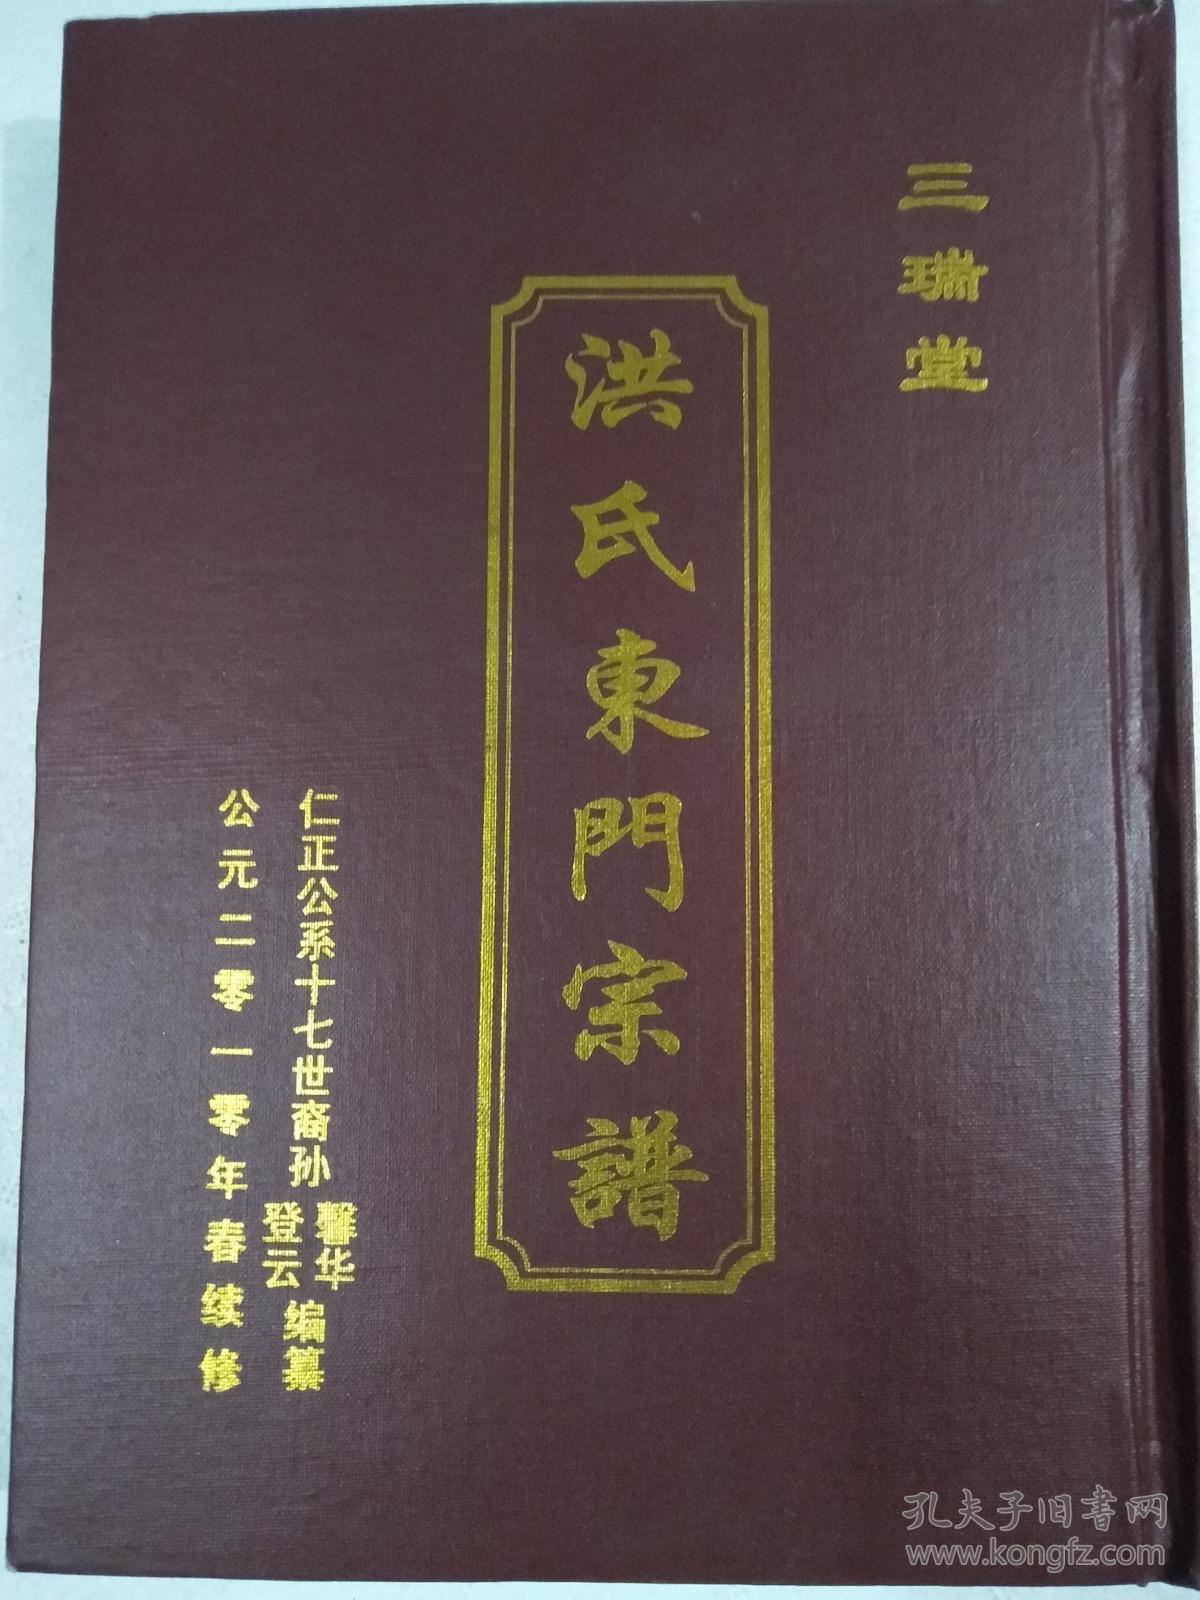 三瑞堂
洪氏東門宗譜
仁正公系十七世裔孙
馨华
登云
编纂
公元二零一零年春续修
孔夫子旧書网
www.kongfz.com